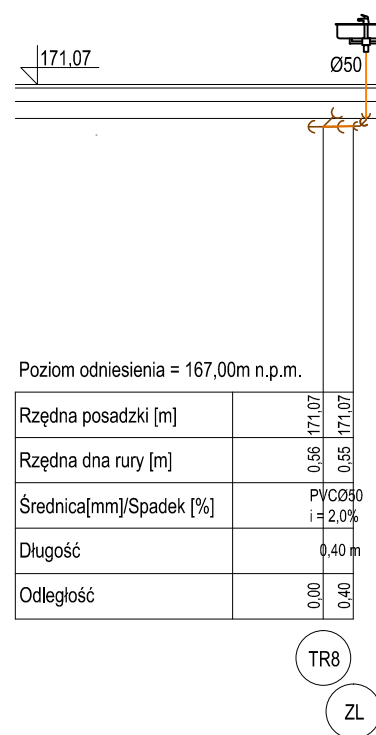 171,07
Ø50
Poziom odniesienia = 167,00m n.p.m.
Rzędna posadzki [m] 171,07 171,07
Rzędna dna rury [m] 0,56 0,55
Średnica[mm]/Spadek [%] PVCØ50
i = 2,0%
Długość 0,40 m
Odległość 0,00 0,40
TR8
ZL